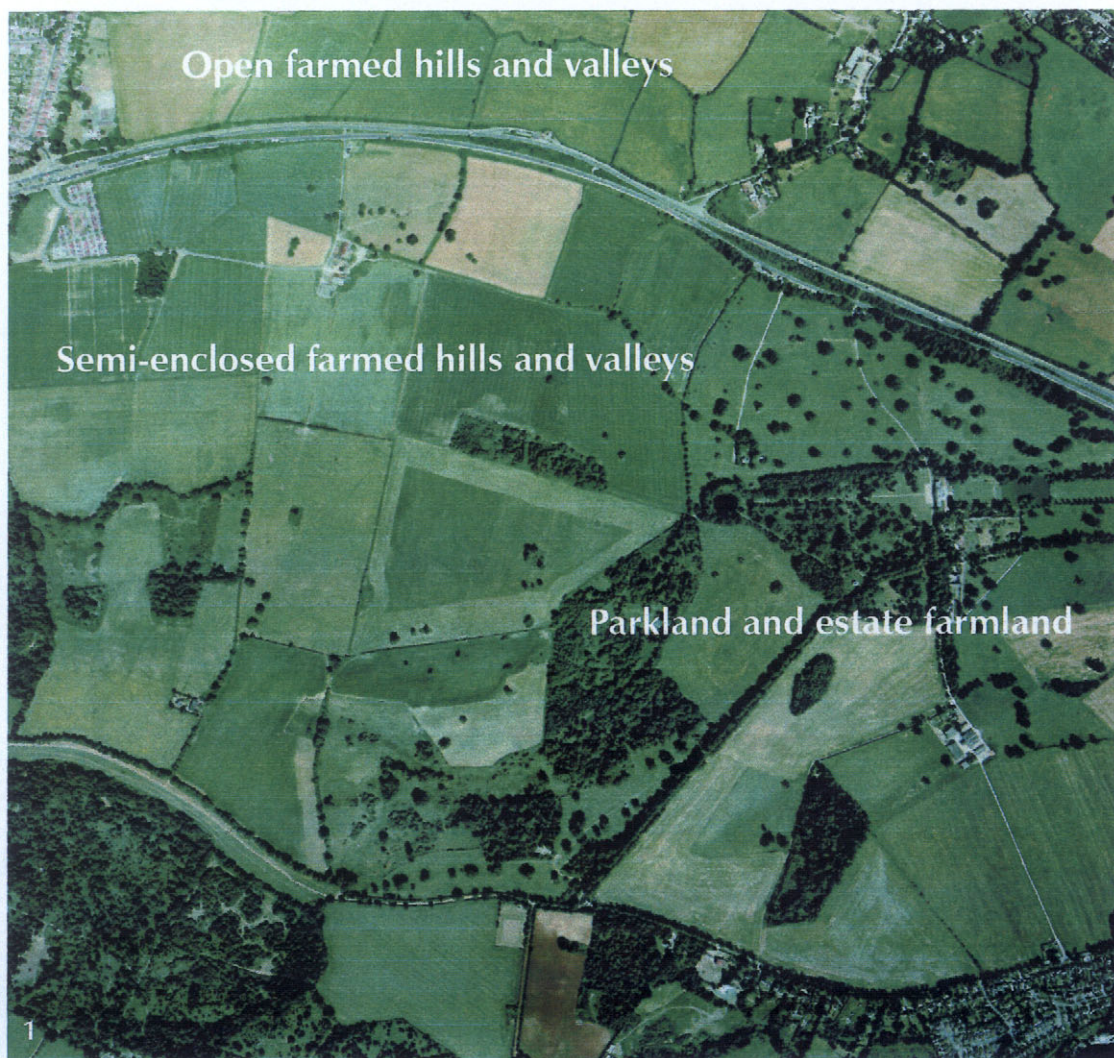 Open farmed hills and valleys
Semi-enclosed farmed hills and valleys
Parkland and estate farmland
1